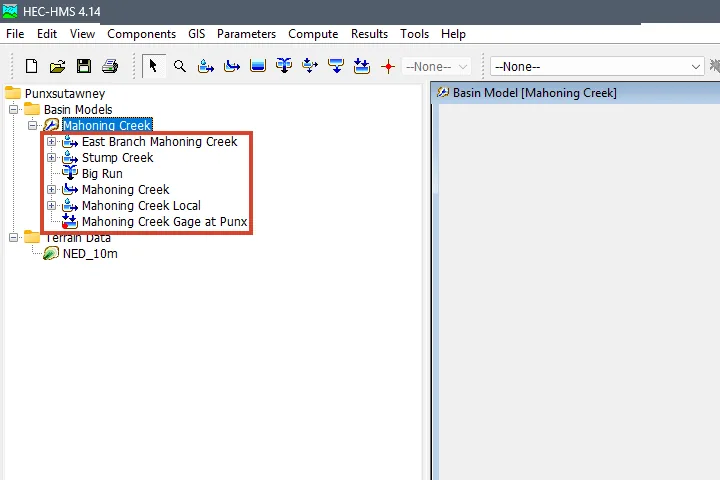 HEC-HMS 4.14
File Edit View Components GIS Parameters Compute Results Tools Help
--None-- --None--
Punxsutawney
Basin Models
Mahoning Creek
East Branch Mahoning Creek
Stump Creek
Big Run
Mahoning Creek
Mahoning Creek Local
Mahoning Creek Gage at Punx
Terrain Data
NED_10m
Basin Model [Mahoning Creek]